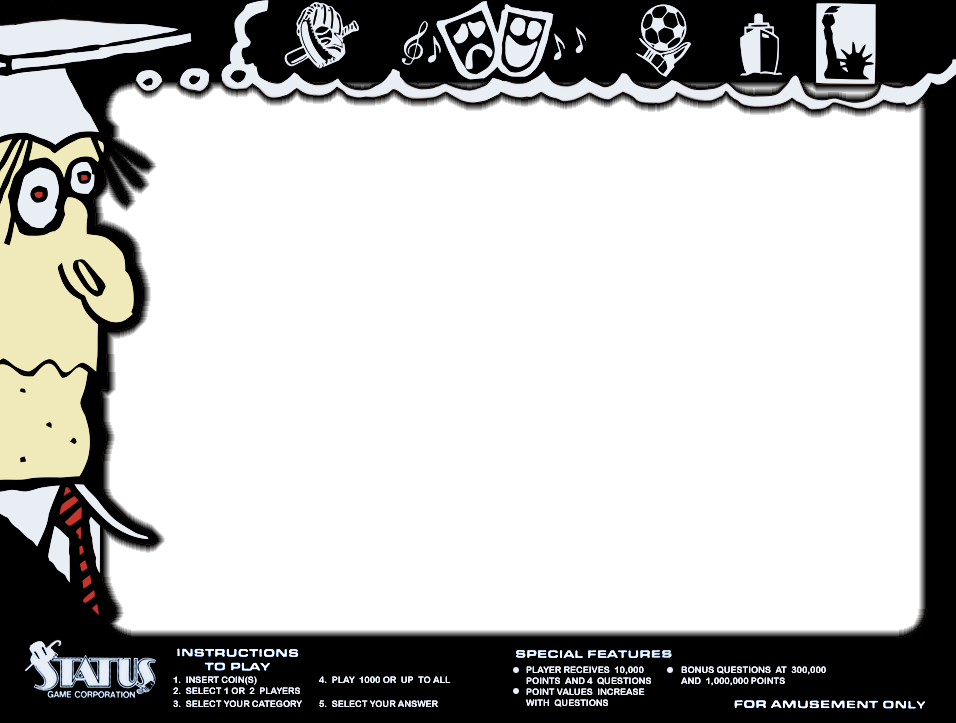 STATUS
GAME CORPORATION
INSTRUCTIONS
TO PLAY
1. INSERT COIN(S)
2. SELECT 1 OR 2 PLAYERS
3. SELECT YOUR CATEGORY
4. PLAY 1000 OR UP TO ALL
5. SELECT YOUR ANSWER
SPECIAL FEATURES
● PLAYER RECEIVES 10,000
POINTS AND 4 QUESTIONS
● POINT VALUES INCREASE
WITH QUESTIONS
● BONUS QUESTIONS AT 300,000
AND 1,000,000 POINTS
FOR AMUSEMENT ONLY